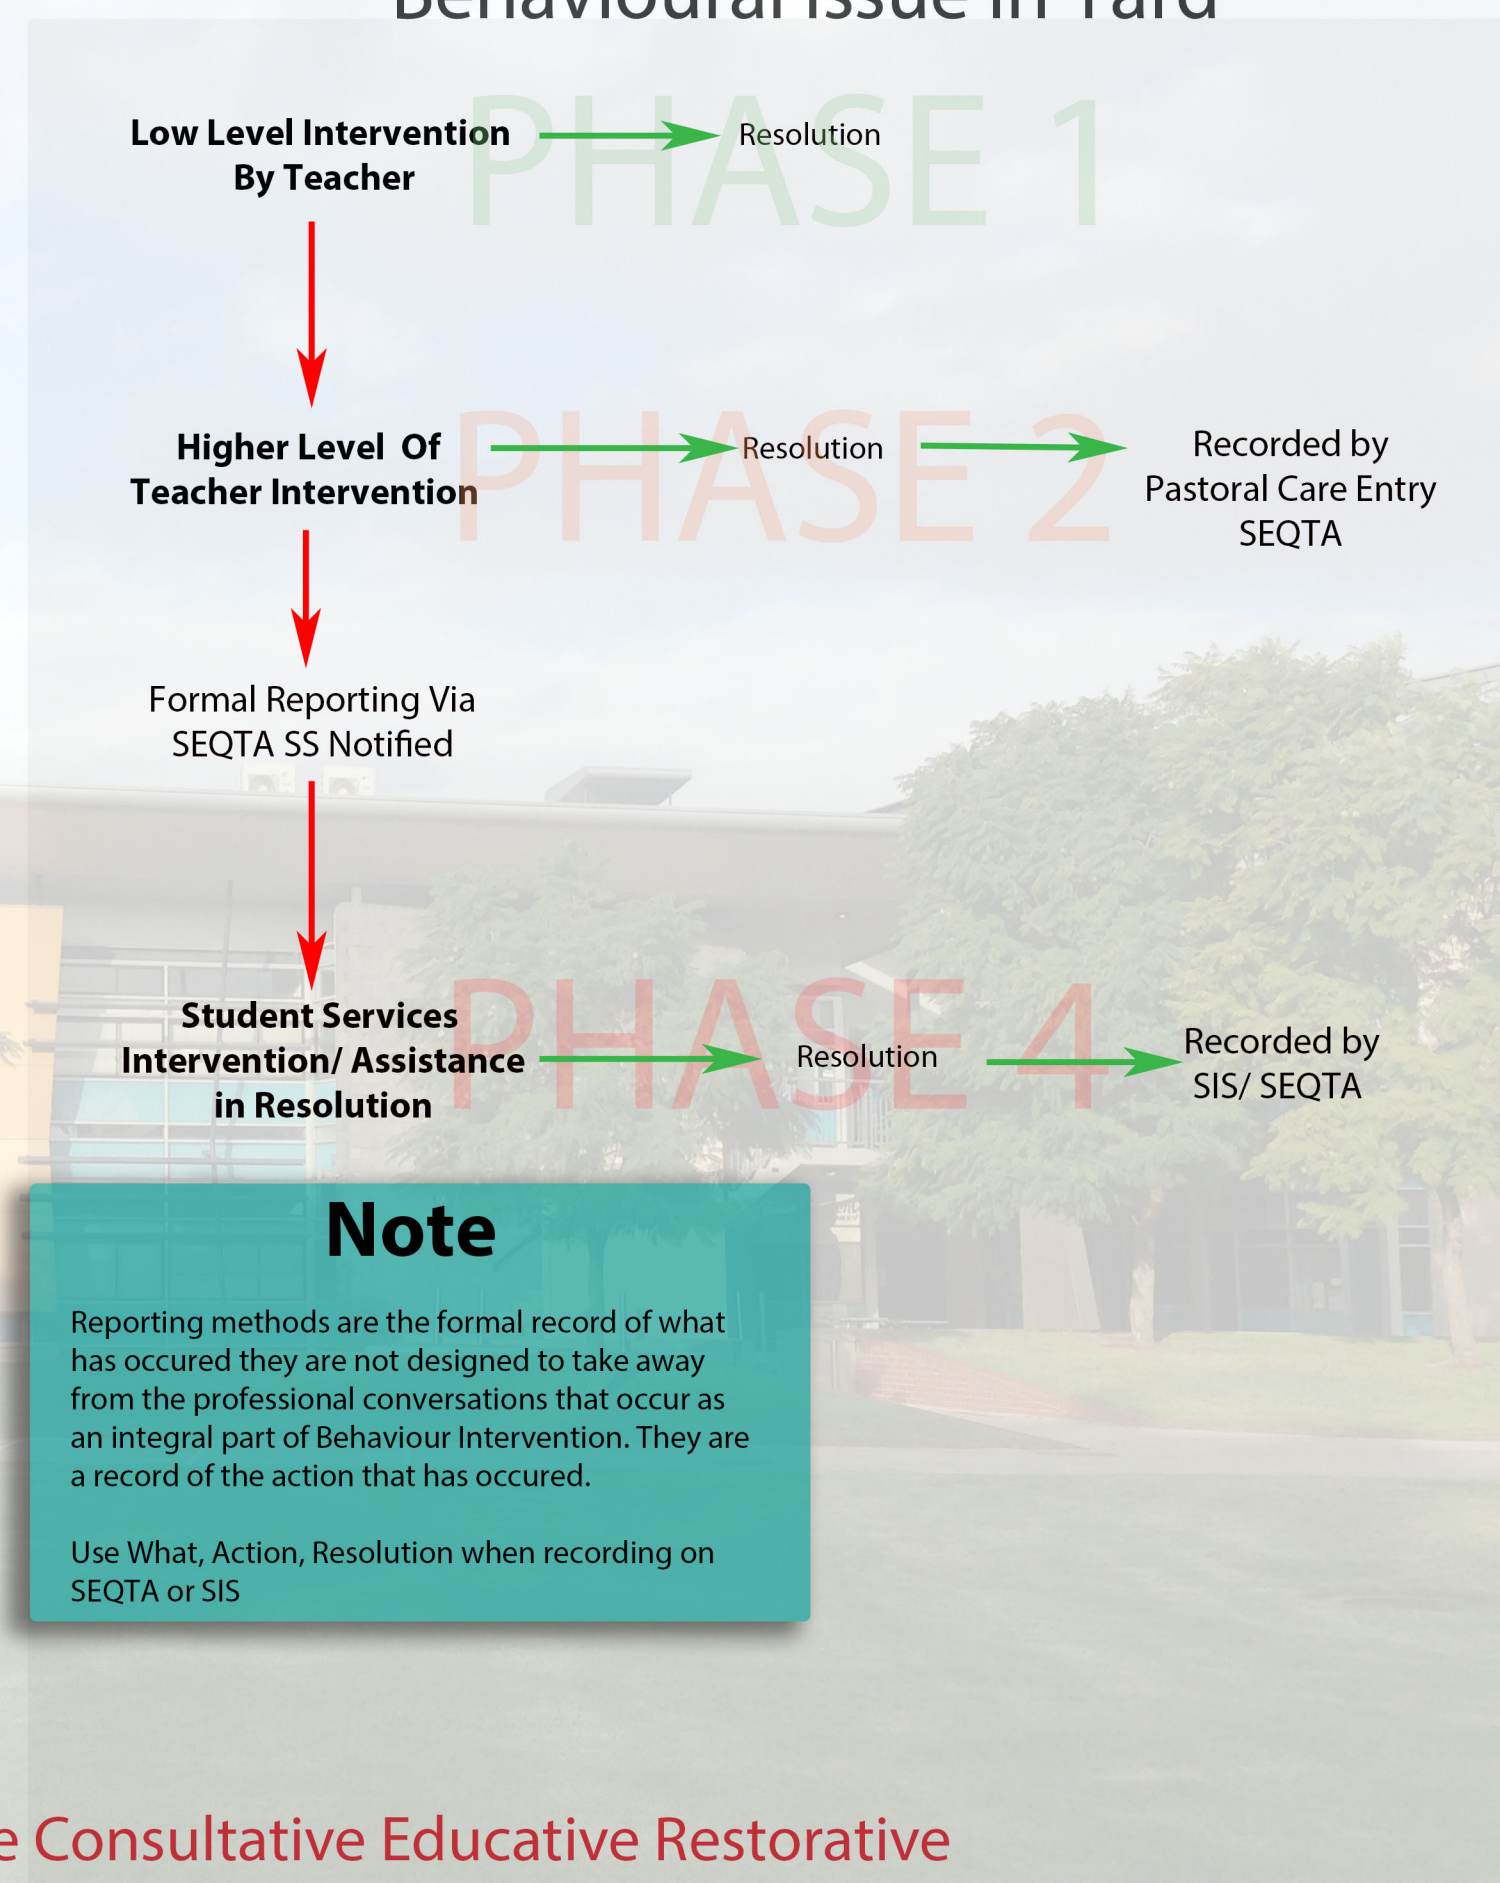 Behavioural Issue in Yard
PHASE 1
Low Level Intervention
By Teacher
Resolution
PHASE 2
Higher Level Of
Teacher Intervention
Resolution
Recorded by
Pastoral Care Entry
SEQTA
Formal Reporting Via
SEQTA SS Notified
PHASE 4
Student Services
Intervention/ Assistance
in Resolution
Resolution
Recorded by
SIS/ SEQTA
Note
Reporting methods are the formal record of what
has occured they are not designed to take away
from the professional conversations that occur as
an integral part of Behaviour Intervention. They are
a record of the action that has occured.
Use What, Action, Resolution when recording on
SEQTA or SIS
e Consultative Educative Restorative